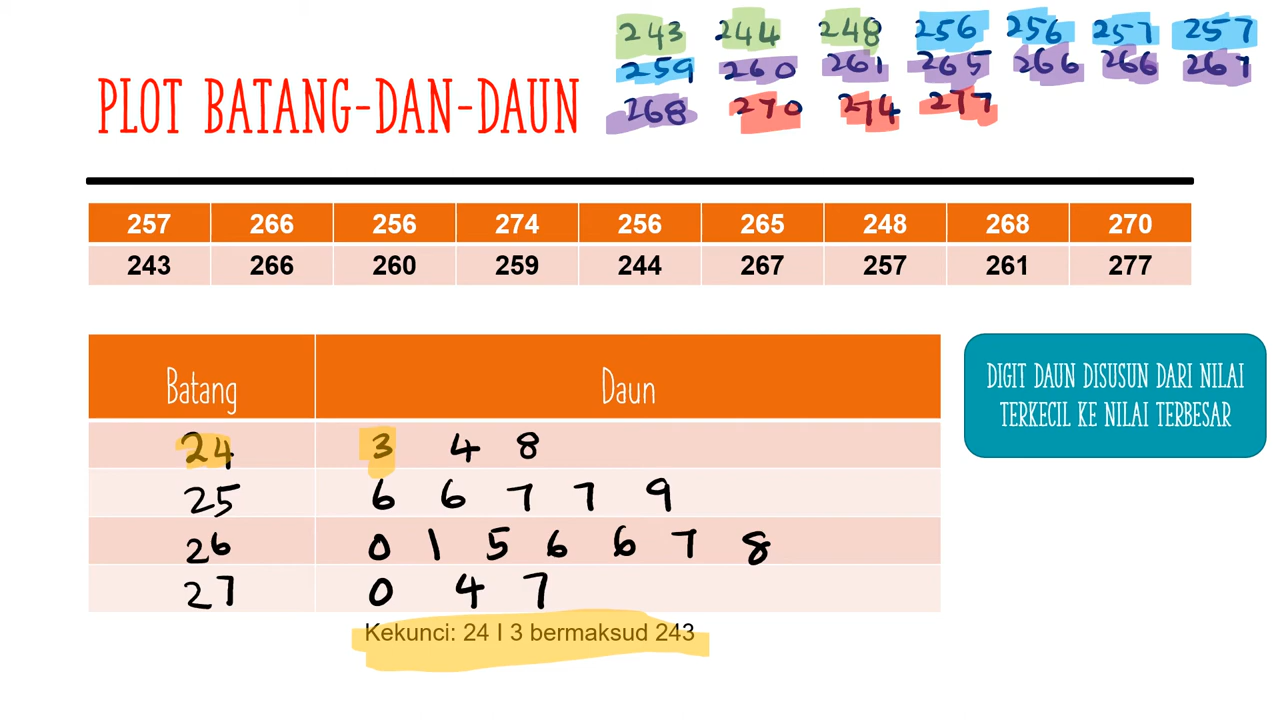 243 244 248 256 256 257 257
259 260 261 265 266 266 267
268 270 274 277
PLOT BATANG-DAN-DAUN
257 266 256 274 256 265 248 268 270
243 266 260 259 244 267 257 261 277
Batang Daun
24 3 4 8
25 6 6 7 7 9
26 0 1 5 6 6 7 8
27 0 4 7
Kekunci: 24 I 3 bermaksud 243
DIGIT DAUN DISUSUN DARI NILAI
TERKECIL KE NILAI TERBESAR